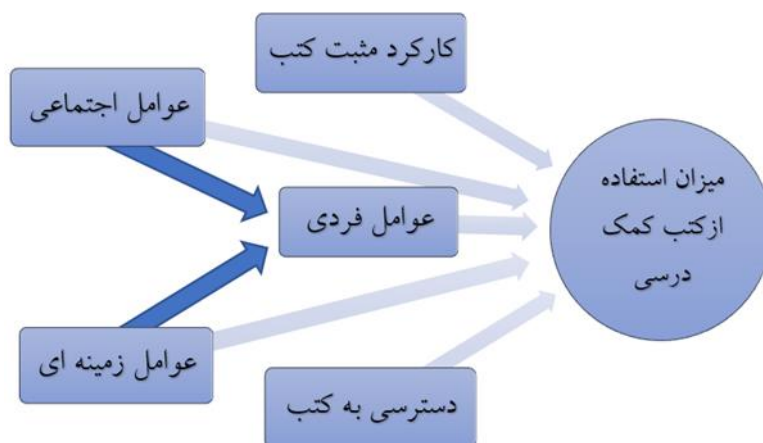 کارکرد مثبت کتب
عوامل اجتماعی
میزان استفاده
ازکتب کمک
درسی
عوامل فردی
عوامل زمینه ای
دسترسی به کتب